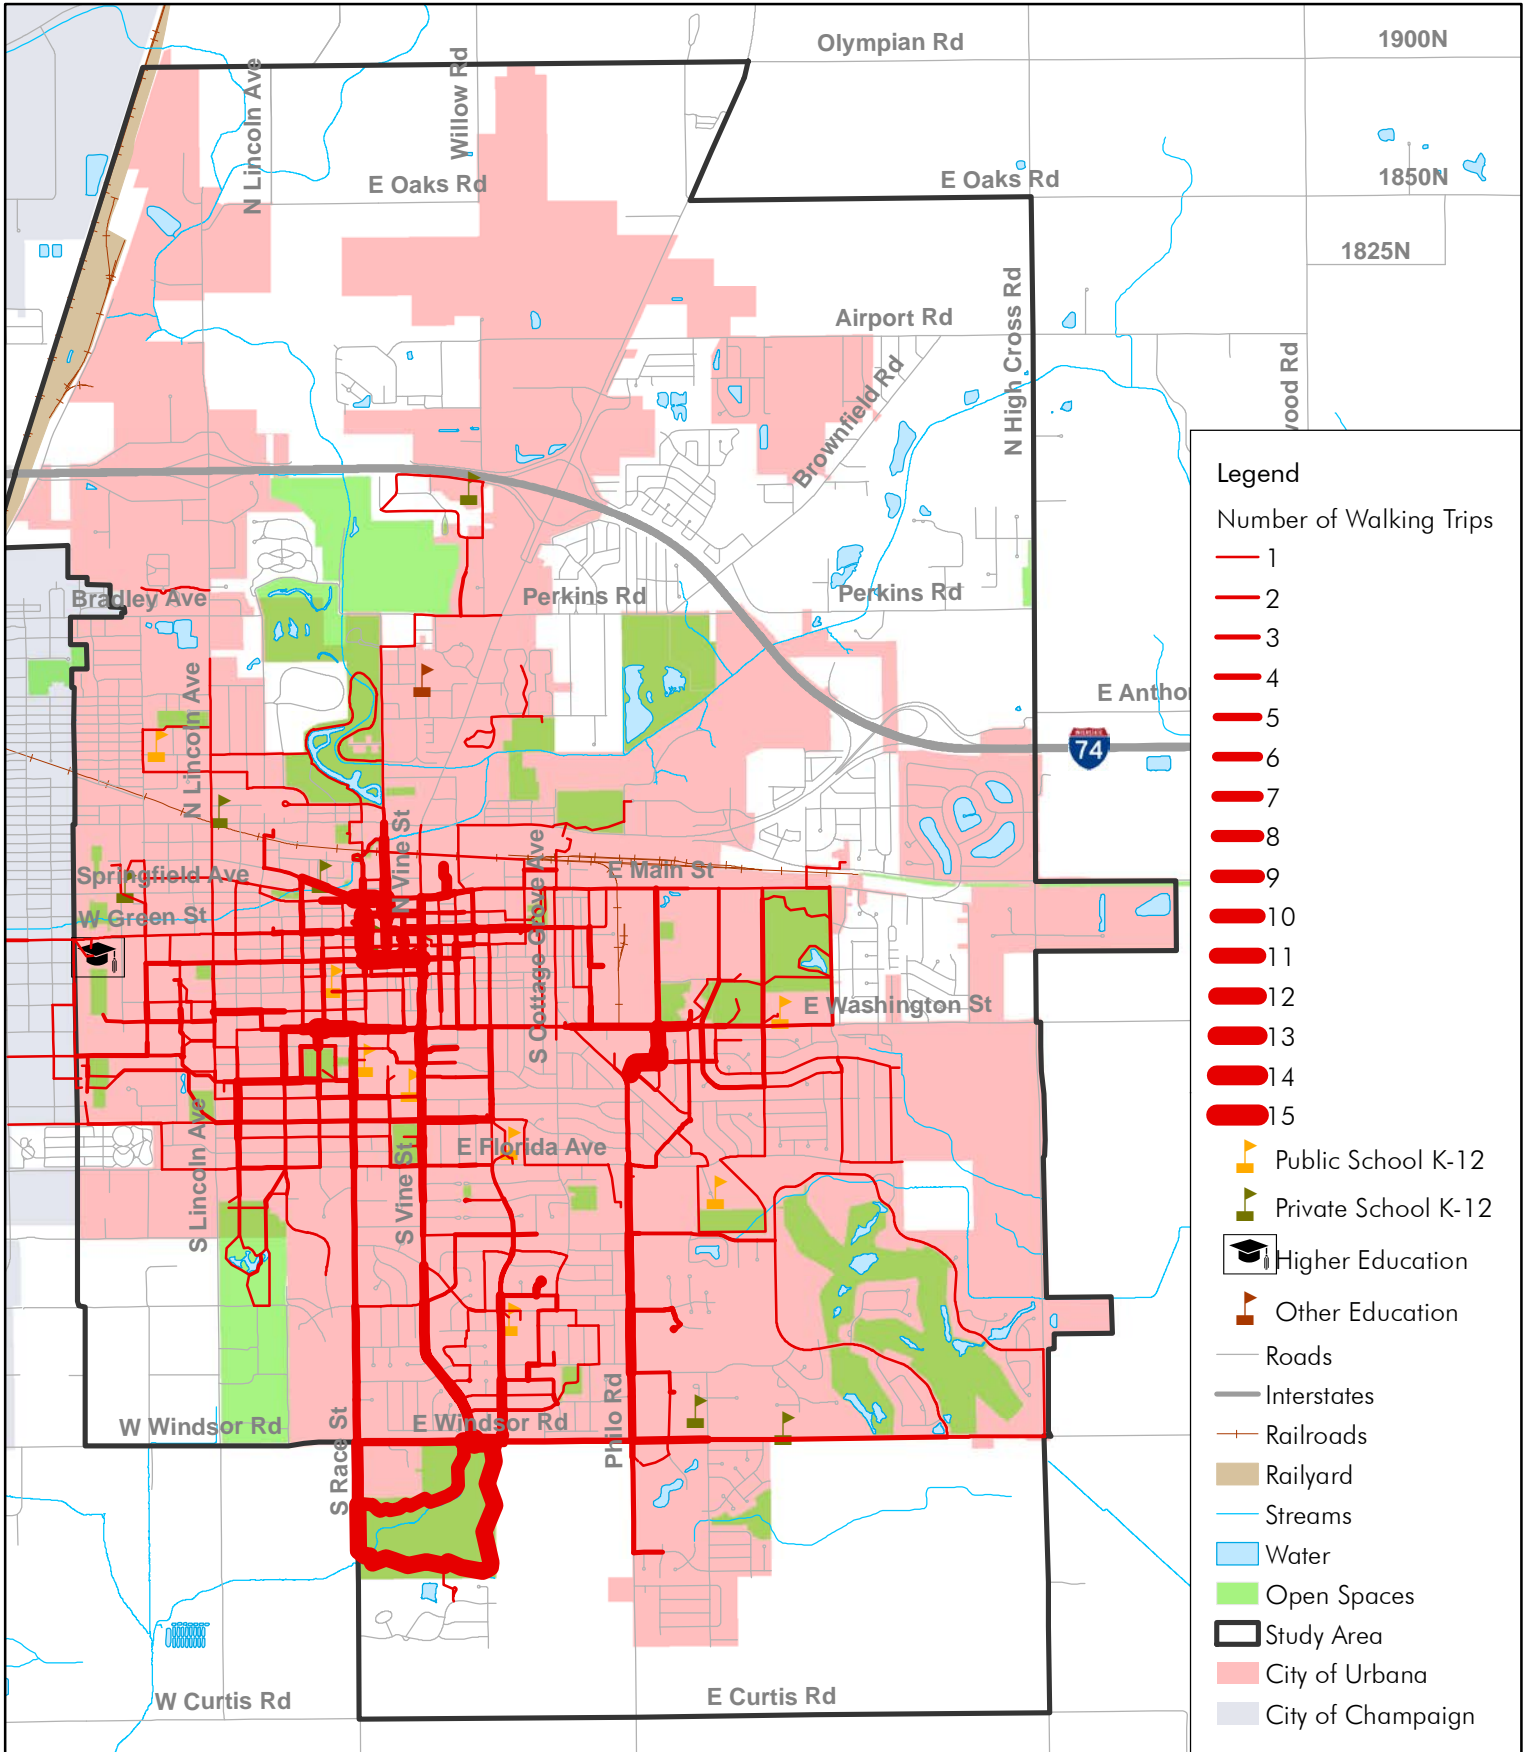 Olympian Rd
1900N
N Lincoln Ave
Willow Rd
E Oaks Rd
E Oaks Rd
1850N
1825N
N High Cross Rd
Airport Rd
Brownfield Rd
wood Rd
Bradley Ave
Perkins Rd
Perkins Rd
N Lincoln Ave
E Antho
INTERSTATE
74
N Vine St
Springfield Ave
S Cottage Grove Ave
E Main St
W Green St
E Washington St
S Lincoln Ave
S Vine St
E Florida Ave
W Windsor Rd
S Race St
E Windsor Rd
Philo Rd
W Curtis Rd
E Curtis Rd
Legend
Number of Walking Trips
1
2
3
4
5
6
7
8
9
10
11
12
13
14
15
Public School K-12
Private School K-12
Higher Education
Other Education
Roads
Interstates
Railroads
Railyard
Streams
Water
Open Spaces
Study Area
City of Urbana
City of Champaign